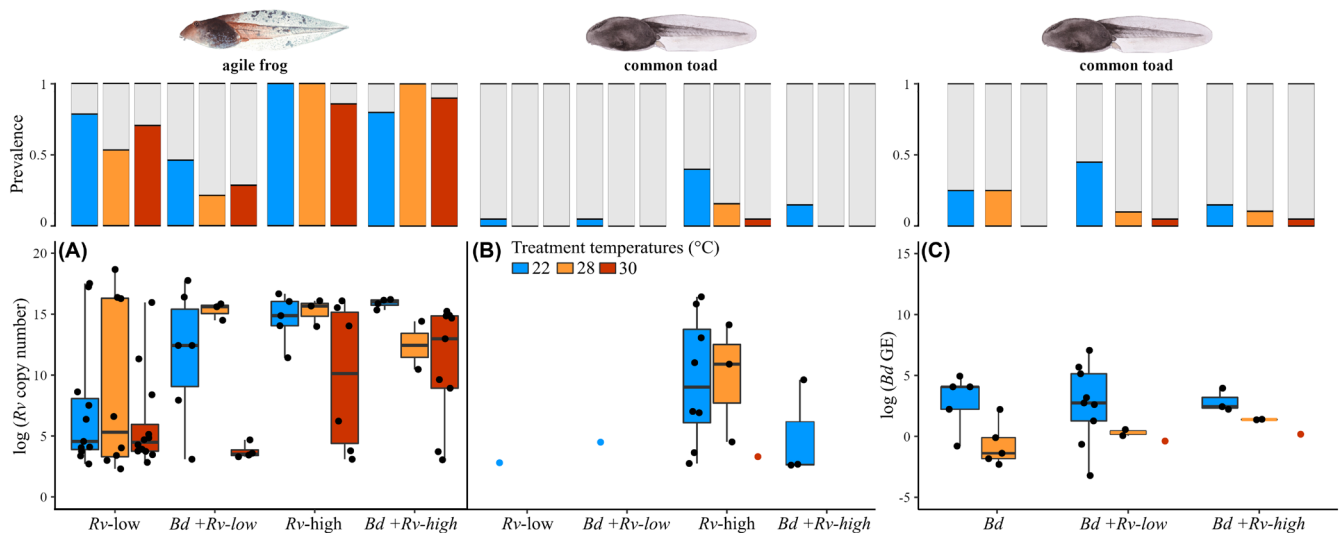 agile frog
common toad
common toad
Prevalence
1
0.5
0
1
0.5
0
1
0.5
0
(A)
(B)
(C)
Treatment temperatures (°C)
22 28 30
log (Rv copy number)
20
15
10
5
0
log (Bd GE)
15
10
5
0
-5
Rv-low Bd +Rv-low Rv-high Bd +Rv-high
Rv-low Bd +Rv-low Rv-high Bd +Rv-high
Bd Bd +Rv-low Bd +Rv-high